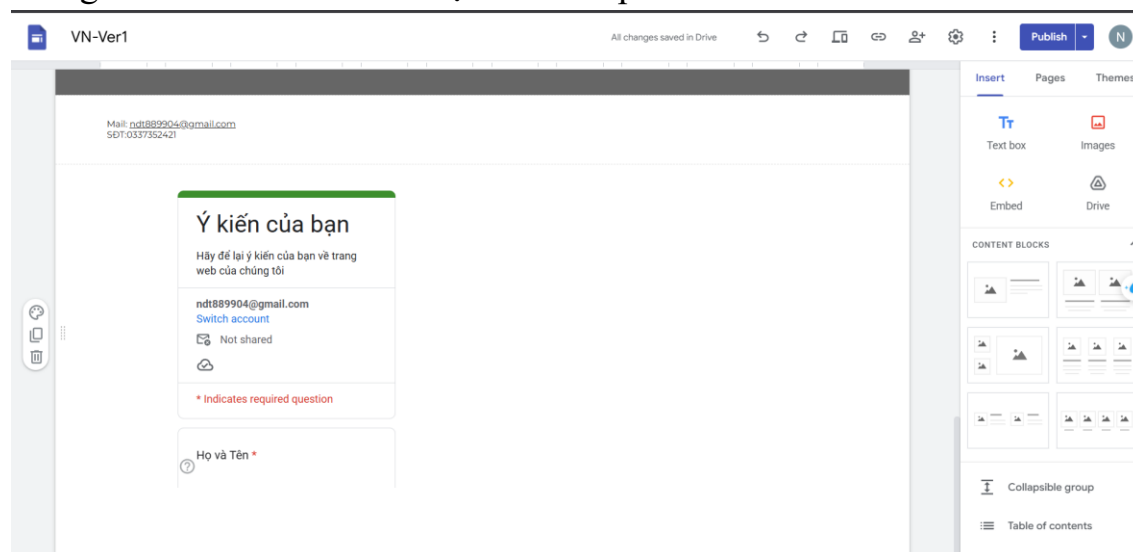 VN-Ver1
All changes saved in Drive
Publish
N
Insert Pages Themes
Mail: ndt889904@gmail.com
SĐT:0337352421
Text box
Images
Embed
Drive
CONTENT BLOCKS
Ý kiến của bạn
Hãy để lại ý kiến của bạn về trang
web của chúng tôi
ndt889904@gmail.com
Switch account
Not shared
* Indicates required question
Họ và Tên *
Collapsible group
Table of contents